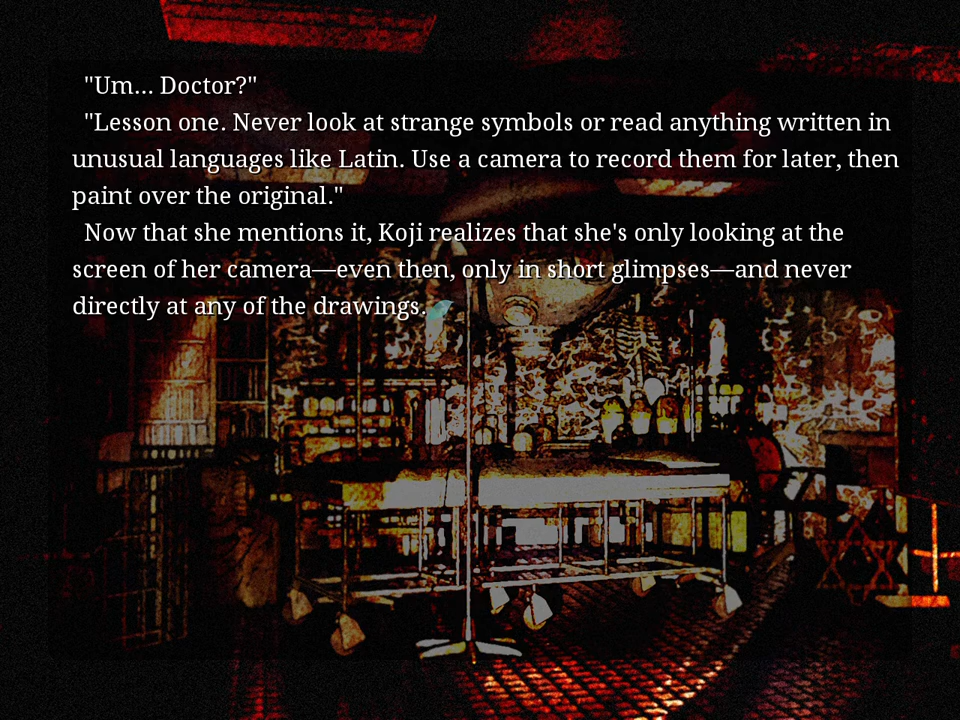 "Um... Doctor?"
"Lesson one. Never look at strange symbols or read anything written in
unusual languages like Latin. Use a camera to record them for later, then
paint over the original."
Now that she mentions it, Koji realizes that she's only looking at the
screen of her camera—even then, only in short glimpses—and never
directly at any of the drawings.